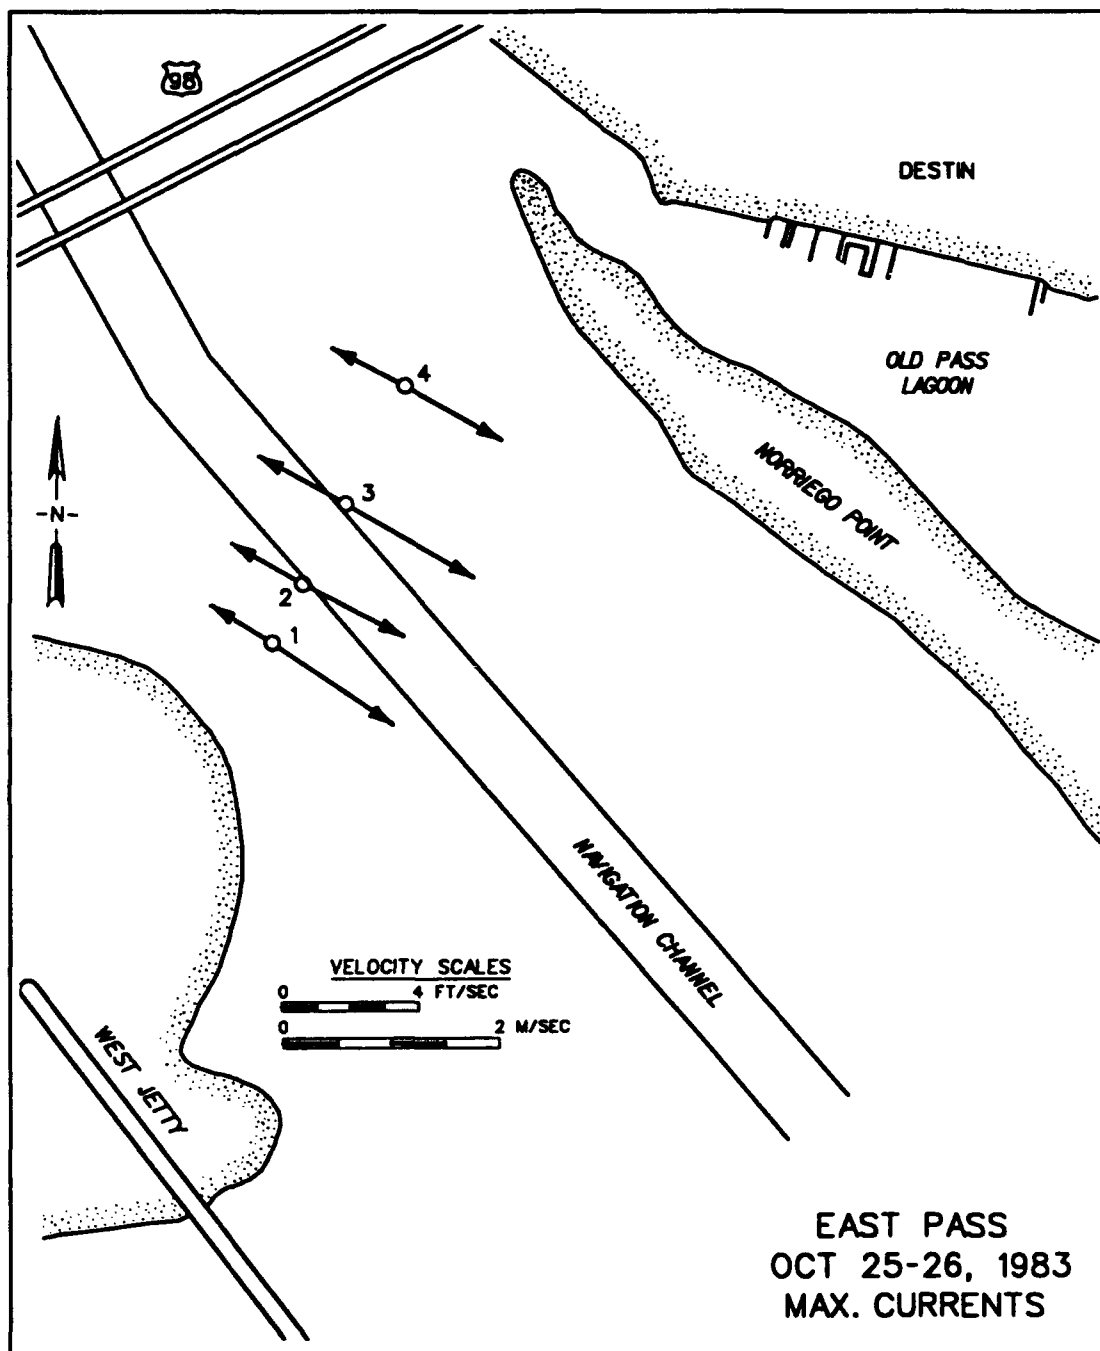 98
DESTIN
OLD PASS
LAGOON
4
NORRIEGO POINT
3
-N-
2
1
NAVIGATION CHANNEL
VELOCITY SCALES
0 4 FT/SEC
0 2 M/SEC
WEST JETTY
EAST PASS
OCT 25-26, 1983
MAX. CURRENTS